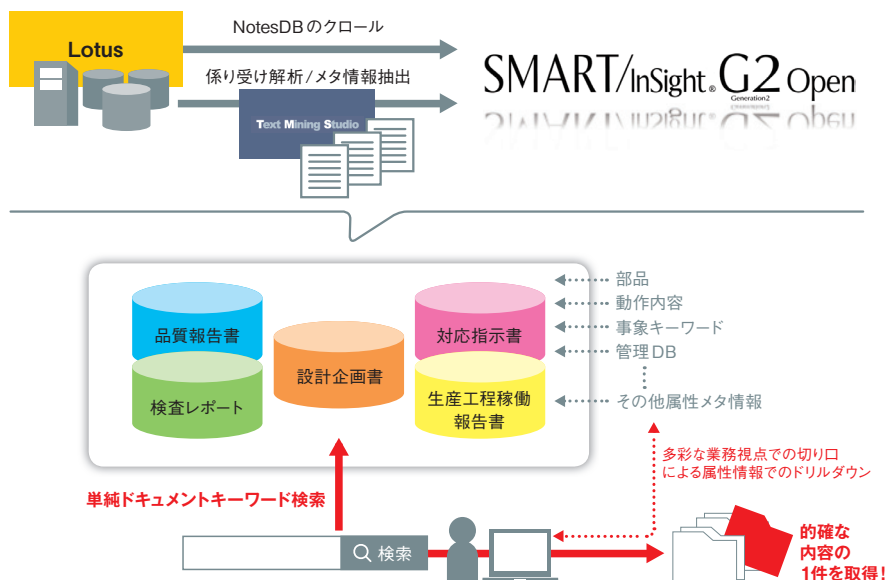 Lotus
NotesDBのクロール
係り受け解析/メタ情報抽出
Text Mining Studio
SMART/InSight® G2 Open
Generation2
部品
動作内容
事象キーワード
管理DB
その他属性メタ情報
品質報告書
検査レポート
設計企画書
対応指示書
生産工程稼働
報告書
多彩な業務視点での切り口
による属性情報でのドリルダウン
単純ドキュメントキーワード検索
検索
的確な
内容の
1件を取得!